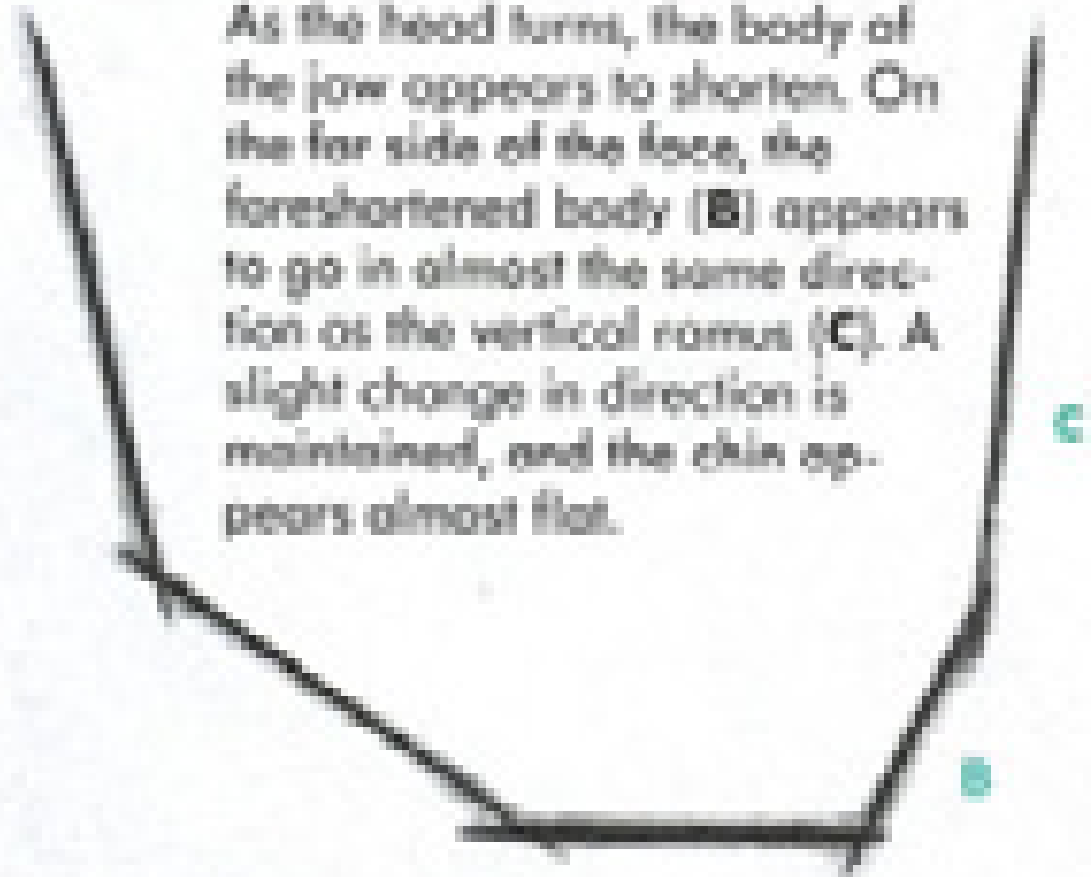 As the head turns, the body of
the jaw appears to shorten. On
the far side of the face, the
foreshortened body (B) appears
to go in almost the same direc-
tion as the vertical ramus (C). A
slight change in direction is
maintained, and the chin ap-
pears almost flat.
C
B